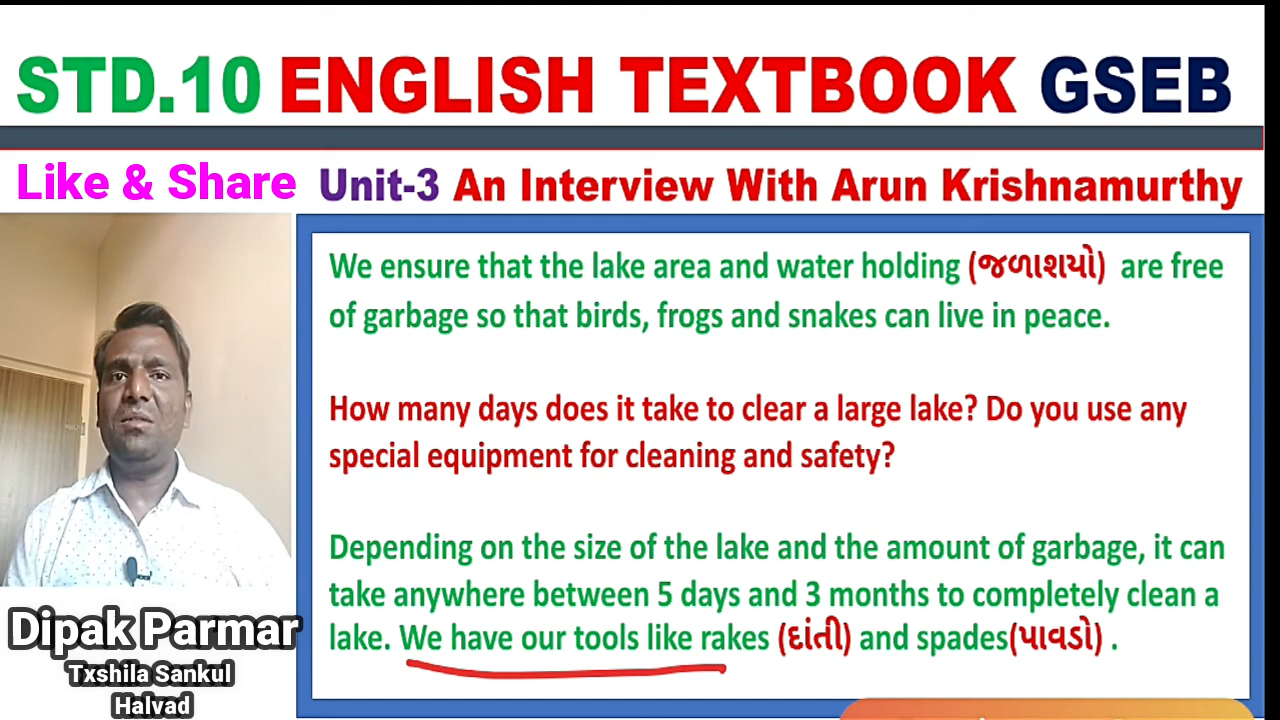 STD.10 ENGLISH TEXTBOOK GSEB
Like & Share
Unit-3 An Interview With Arun Krishnamurthy
We ensure that the lake area and water holding (જળાશયો) are free
of garbage so that birds, frogs and snakes can live in peace.
How many days does it take to clear a large lake? Do you use any
special equipment for cleaning and safety?
Depending on the size of the lake and the amount of garbage, it can
take anywhere between 5 days and 3 months to completely clean a
lake. We have our tools like rakes (દાંતી) and spades(પાવડો) .
Dipak Parmar
Txshila Sankul
Halvad